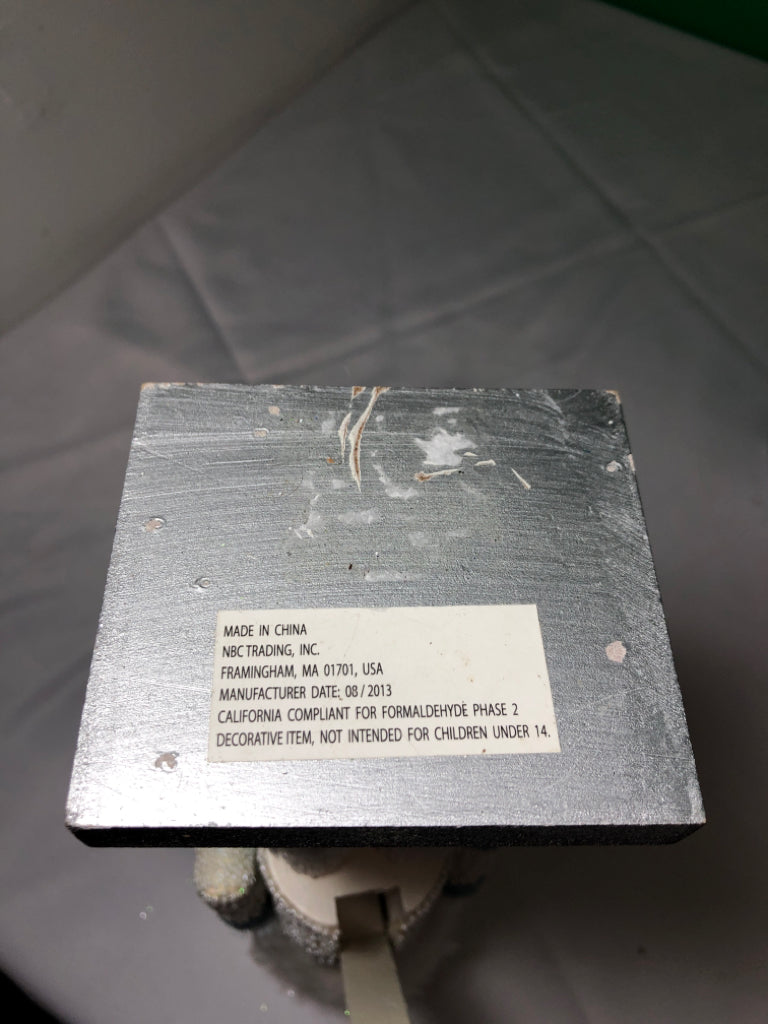 MADE IN CHINA
NBC TRADING, INC.
FRAMINGHAM, MA 01701, USA
MANUFACTURER DATE: 08 / 2013
CALIFORNIA COMPLIANT FOR FORMALDEHYDE PHASE 2
DECORATIVE ITEM, NOT INTENDED FOR CHILDREN UNDER 14.